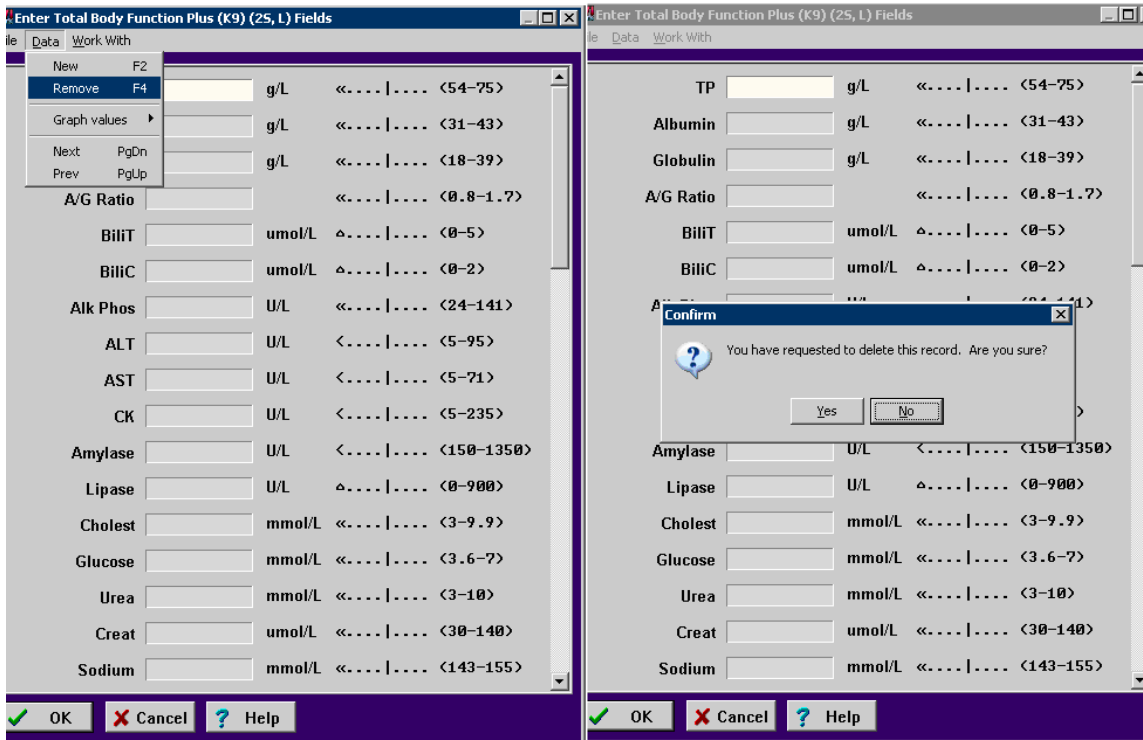 Enter Total Body Function Plus (K9) (2S, L) Fields
ile Data Work With
New F2
Remove F4
Graph values
Next PgDn
Prev PgUp
g/L «....|.... (54-75)
g/L «....|.... (31-43)
g/L «....|.... (18-39)
A/G Ratio «....|.... (0.8-1.7)
BiliT umol/L ▵....|.... (0-5)
BiliC umol/L ▵....|.... (0-2)
Alk Phos U/L «....|.... (24-141)
ALT U/L <....|.... (5-95)
AST U/L <....|.... (5-71)
CK U/L <....|.... (5-235)
Amylase U/L <....|.... (150-1350)
Lipase U/L ▵....|.... (0-900)
Cholest mmol/L «....|.... (3-9.9)
Glucose mmol/L «....|.... (3.6-7)
Urea mmol/L «....|.... (3-10)
Creat umol/L «....|.... (30-140)
Sodium mmol/L «....|.... (143-155)
OK Cancel ? Help
Enter Total Body Function Plus (K9) (2S, L) Fields
le Data Work With
TP g/L «....|.... (54-75)
Albumin g/L «....|.... (31-43)
Globulin g/L «....|.... (18-39)
A/G Ratio «....|.... (0.8-1.7)
BiliT umol/L ▵....|.... (0-5)
BiliC umol/L ▵....|.... (0-2)
Confirm
? You have requested to delete this record. Are you sure?
Yes No
Amylase U/L <....|.... (150-1350)
Lipase U/L ▵....|.... (0-900)
Cholest mmol/L «....|.... (3-9.9)
Glucose mmol/L «....|.... (3.6-7)
Urea mmol/L «....|.... (3-10)
Creat umol/L «....|.... (30-140)
Sodium mmol/L «....|.... (143-155)
OK Cancel ? Help